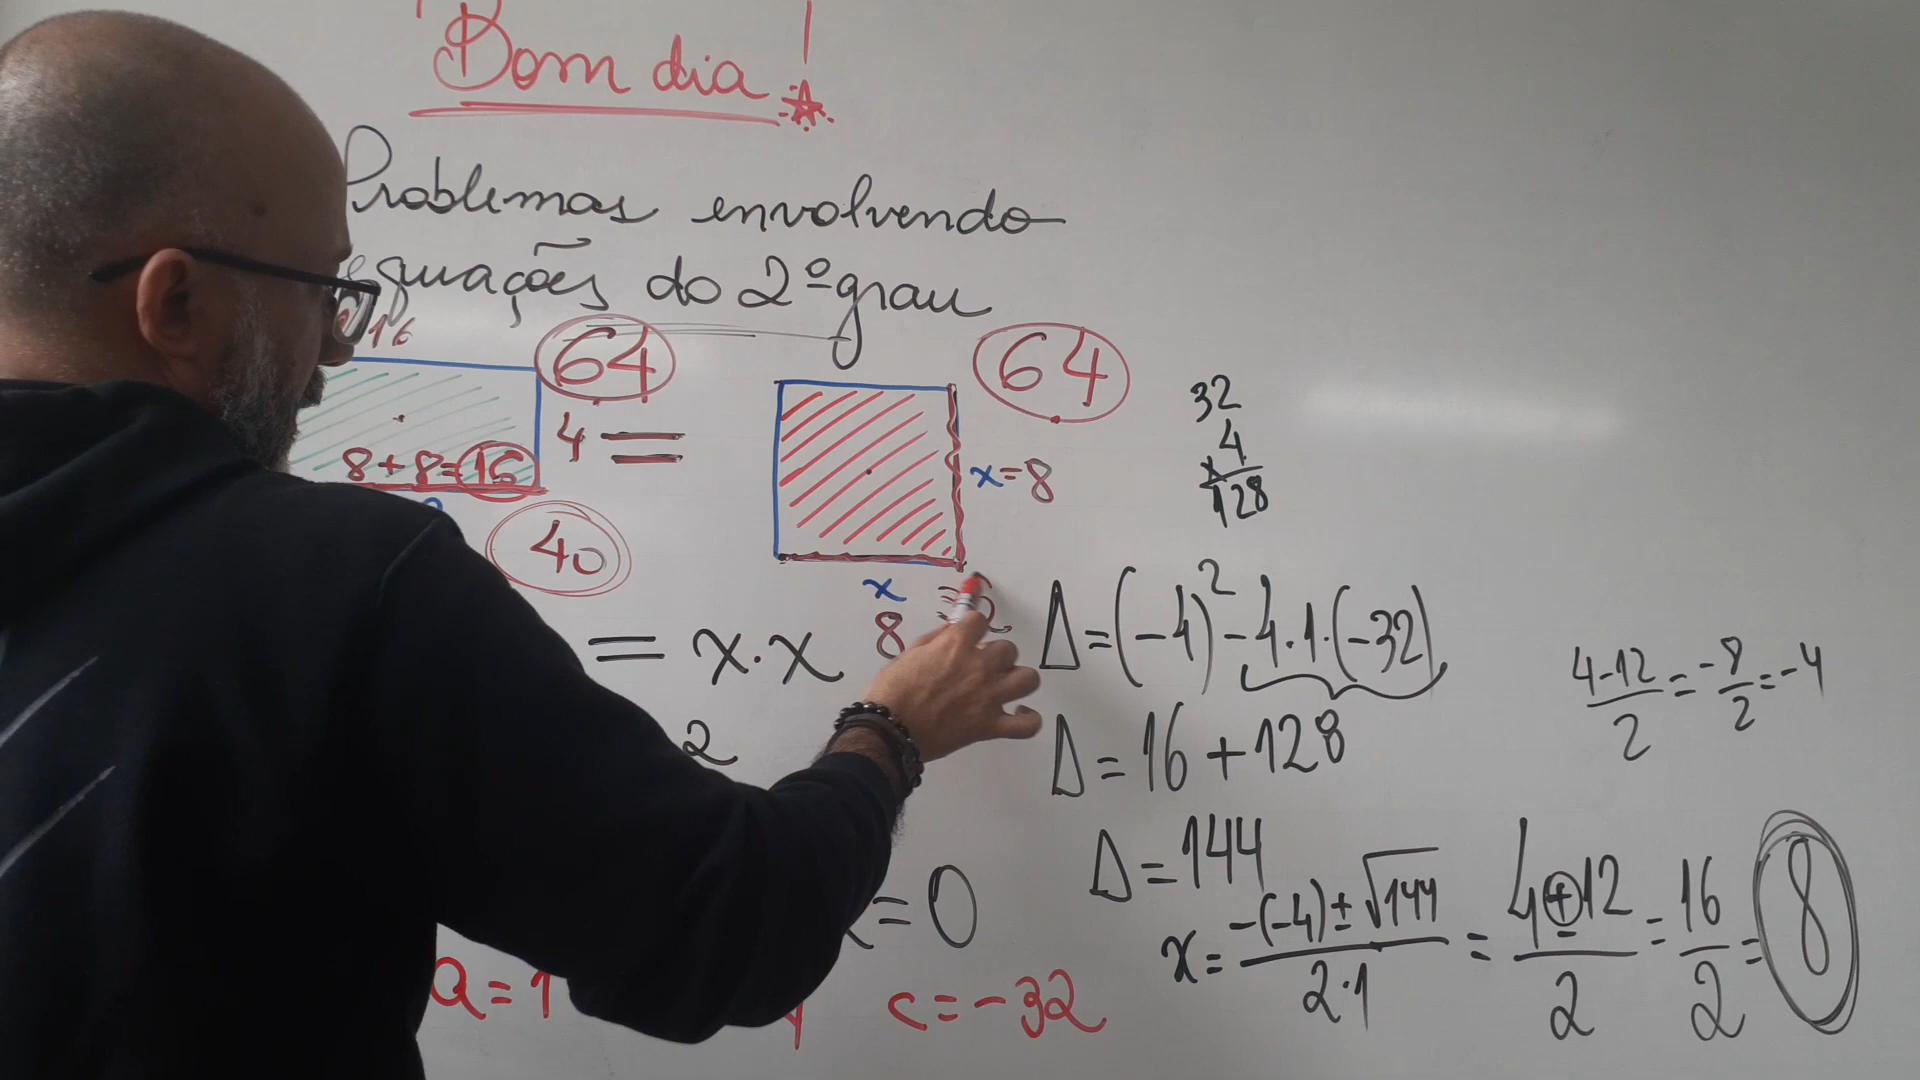 Bom dia!
Problemas envolvendo
equações do 2º grau
16
64
4 =
8+8=16
40
64
x=8
x
8
32
x 4
128
= x.x
2
=0
a=1
c=-32
Δ=(-4)²-4.1.(-32)
Δ=16+128
Δ=144
x= -(-4)±√144 / 2.1 = 4±12 / 2 = 16/2 = 8
4-12 / 2 = -8/2 = -4